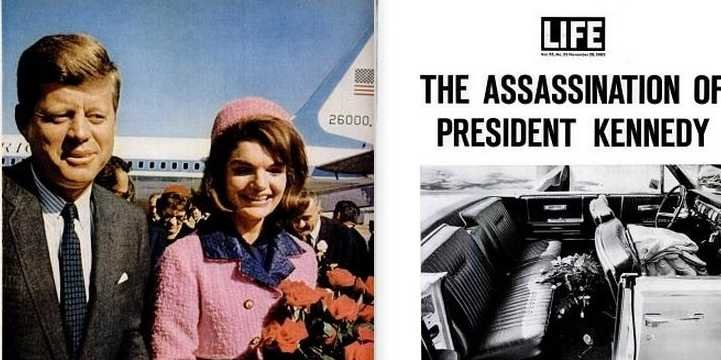 26000
LIFE
THE ASSASSINATION OF
PRESIDENT KENNEDY